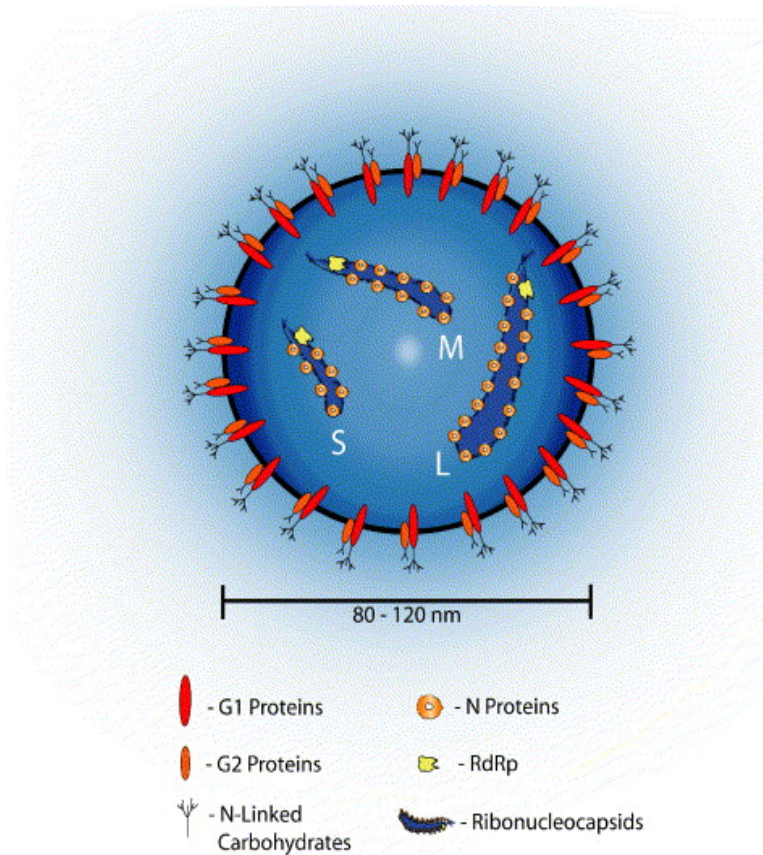 M
S
L
80 - 120 nm
- G1 Proteins
- N Proteins
- G2 Proteins
- RdRp
- N-Linked
Carbohydrates
- Ribonucleocapsids